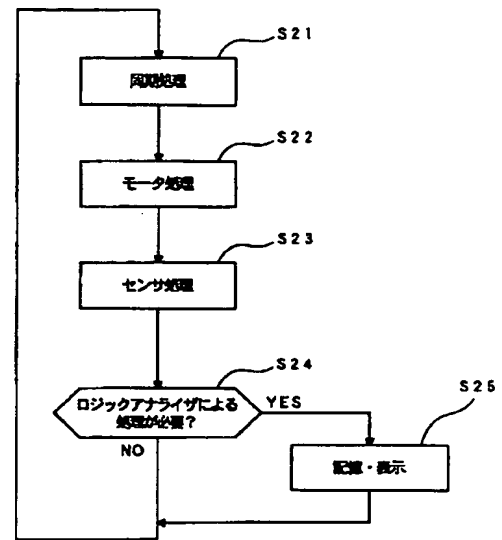 S21
同期処理
S22
モータ処理
S23
センサ処理
S24
ロジックアナライザによる
処理が必要?
YES
NO
S25
記憶・表示